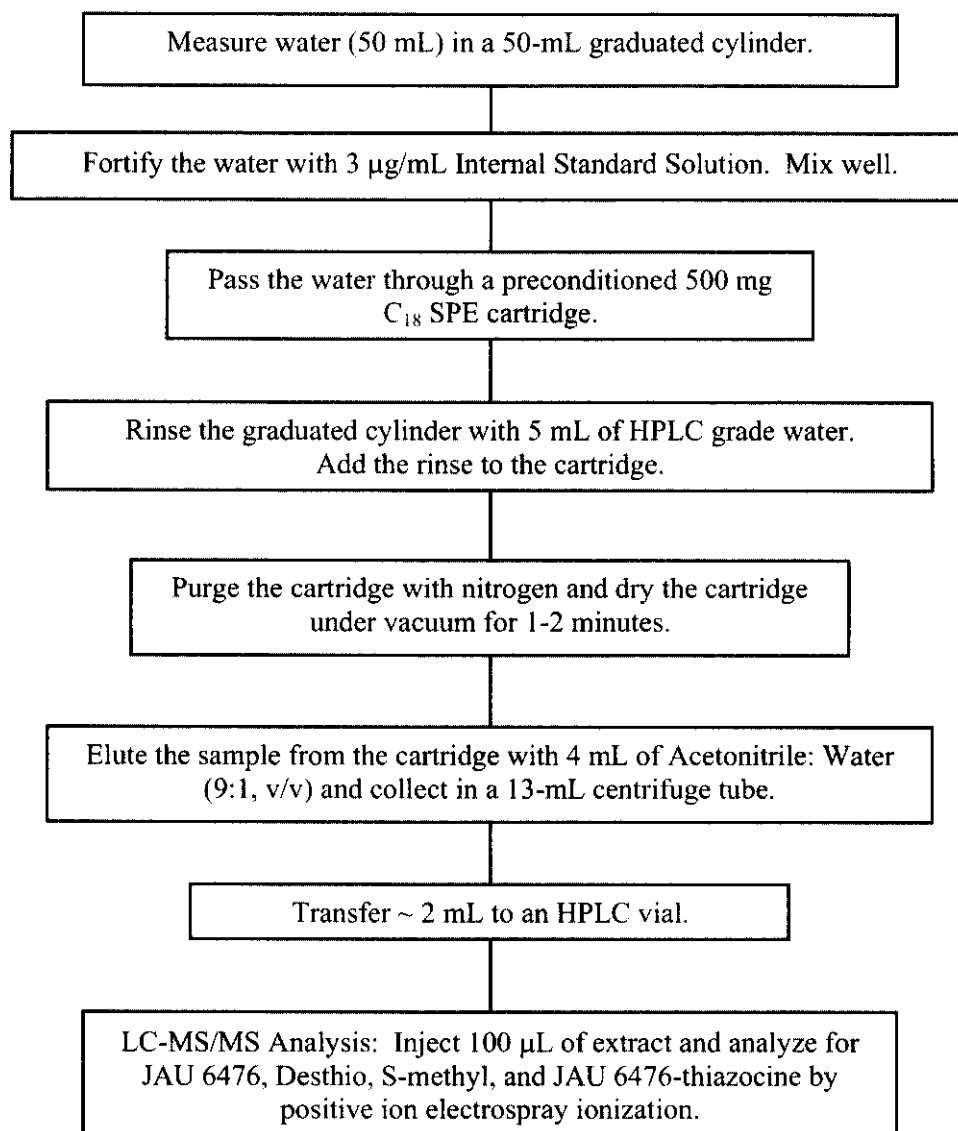 Measure water (50 mL) in a 50-mL graduated cylinder.
Fortify the water with 3 µg/mL Internal Standard Solution. Mix well.
Pass the water through a preconditioned 500 mg
C18 SPE cartridge.
Rinse the graduated cylinder with 5 mL of HPLC grade water.
Add the rinse to the cartridge.
Purge the cartridge with nitrogen and dry the cartridge
under vacuum for 1-2 minutes.
Elute the sample from the cartridge with 4 mL of Acetonitrile: Water
(9:1, v/v) and collect in a 13-mL centrifuge tube.
Transfer ~ 2 mL to an HPLC vial.
LC-MS/MS Analysis: Inject 100 µL of extract and analyze for
JAU 6476, Desthio, S-methyl, and JAU 6476-thiazocine by
positive ion electrospray ionization.